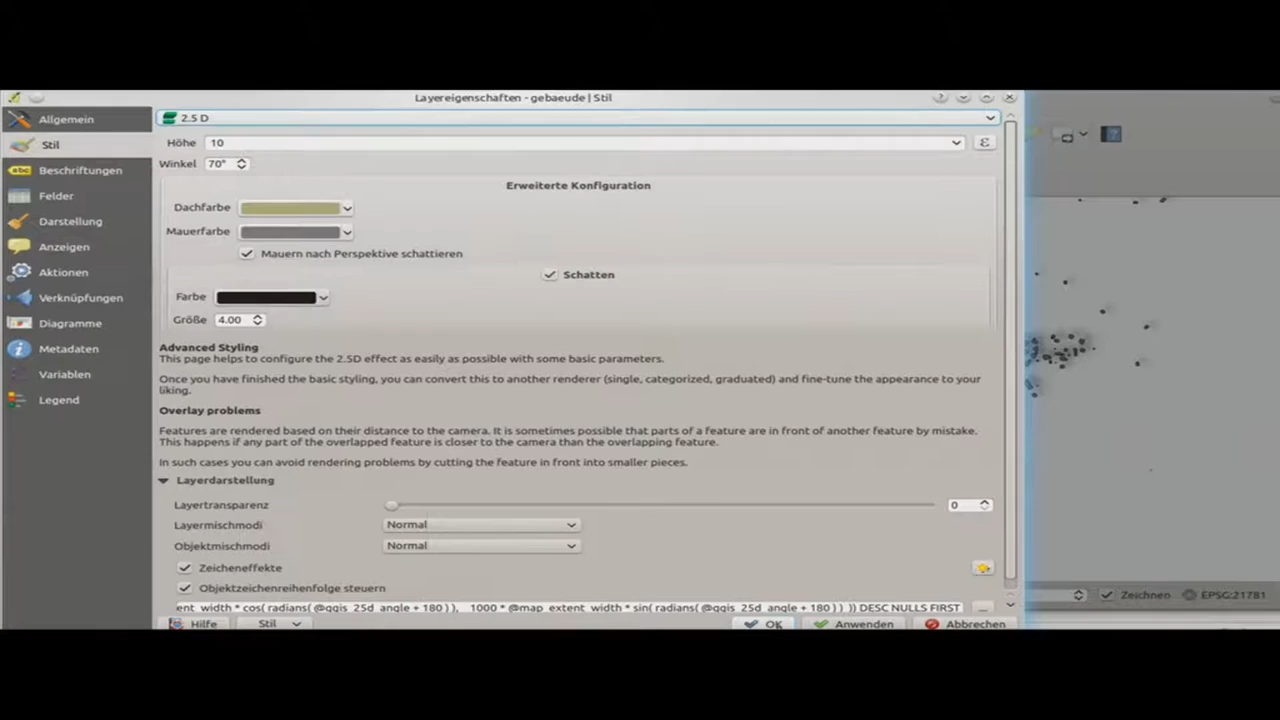 Layereigenschaften - gebaeude | Stil
Allgemein
Stil
Beschriftungen
Felder
Darstellung
Anzeigen
Aktionen
Verknüpfungen
Diagramme
Metadaten
Variablen
Legend
2.5 D
Höhe 10 ε
Winkel 70°
Erweiterte Konfiguration
Dachfarbe
Mauerfarbe
Mauern nach Perspektive schattieren
Schatten
Farbe
Größe 4.00
Advanced Styling
This page helps to configure the 2.5D effect as easily as possible with some basic parameters.
Once you have finished the basic styling, you can convert this to another renderer (single, categorized, graduated) and fine-tune the appearance to your
liking.
Overlay problems
Features are rendered based on their distance to the camera. It is sometimes possible that parts of a feature are in front of another feature by mistake.
This happens if any part of the overlapped feature is closer to the camera than the overlapping feature.
In such cases you can avoid rendering problems by cutting the feature in front into smaller pieces.
Layerdarstellung
Layertransparenz 0
Layermischmodi Normal
Objektmischmodi Normal
Zeicheneffekte
Objektzeichenreihenfolge steuern
ent_width * cos( radians( @qgis_25d_angle + 180 ) ), 1000 * @map_extent_width * sin( radians( @qgis_25d_angle + 180 ) ) )) DESC NULLS FIRST ...
Hilfe Stil OK Anwenden Abbrechen
Zeichnen EPSG:21781